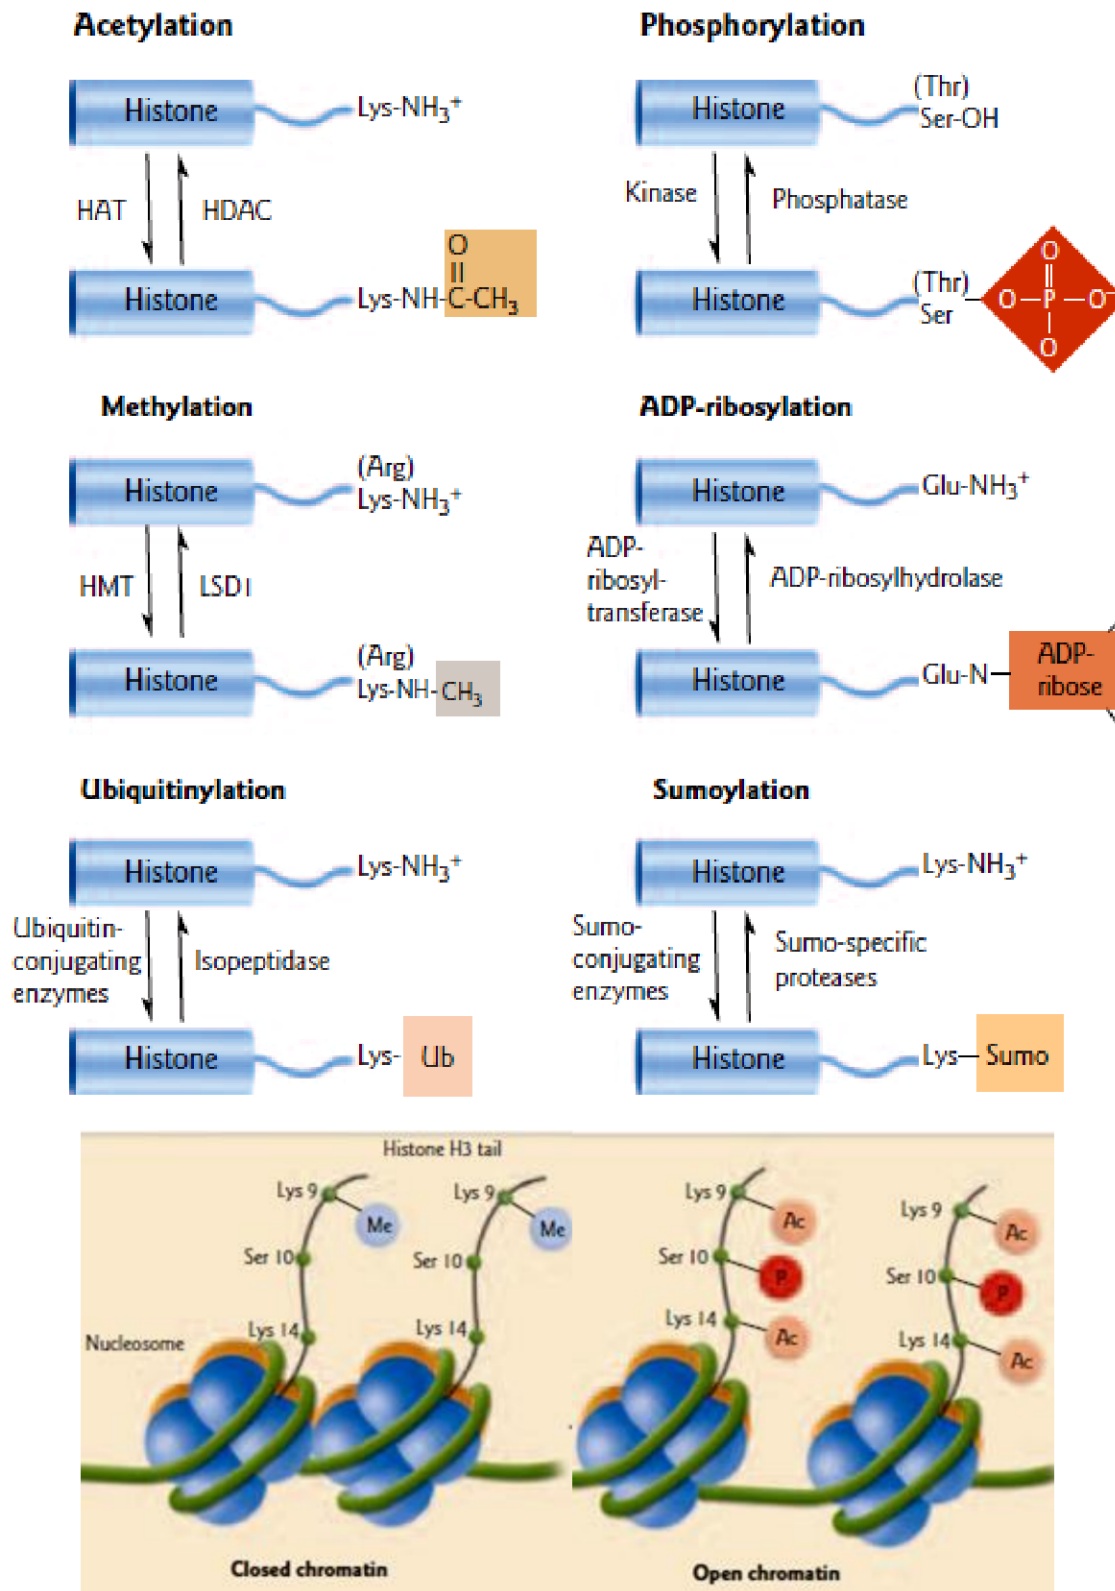 Acetylation
Histone
Lys-NH3+
HAT
HDAC
Histone
Lys-NH-C-CH3
O
Phosphorylation
Histone
(Thr)
Ser-OH
Kinase
Phosphatase
Histone
(Thr)
Ser
O
O-P-O-
O
Methylation
Histone
(Arg)
Lys-NH3+
HMT
LSD1
Histone
(Arg)
Lys-NH-CH3
ADP-ribosylation
Histone
Glu-NH3+
ADP-
ribosyl-
transferase
ADP-ribosylhydrolase
Histone
Glu-N
ADP-
ribose
Ubiquitinylation
Histone
Lys-NH3+
Ubiquitin-
conjugating
enzymes
Isopeptidase
Histone
Lys-
Ub
Sumoylation
Histone
Lys-NH3+
Sumo-
conjugating
enzymes
Sumo-specific
proteases
Histone
Lys
Sumo
Histone H3 tail
Lys 9
Me
Ser 10
Lys 14
Lys 9
Me
Ser 10
Lys 14
Nucleosome
Closed chromatin
Lys 9
Ac
Ser 10
P
Lys 14
Ac
Lys 9
Ac
Ser 10
P
Lys 14
Ac
Open chromatin